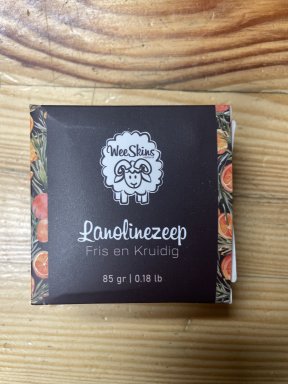 WeeSkins
Lanolinezeep
Fris en Kruidig
85 gr | 0.18 lb